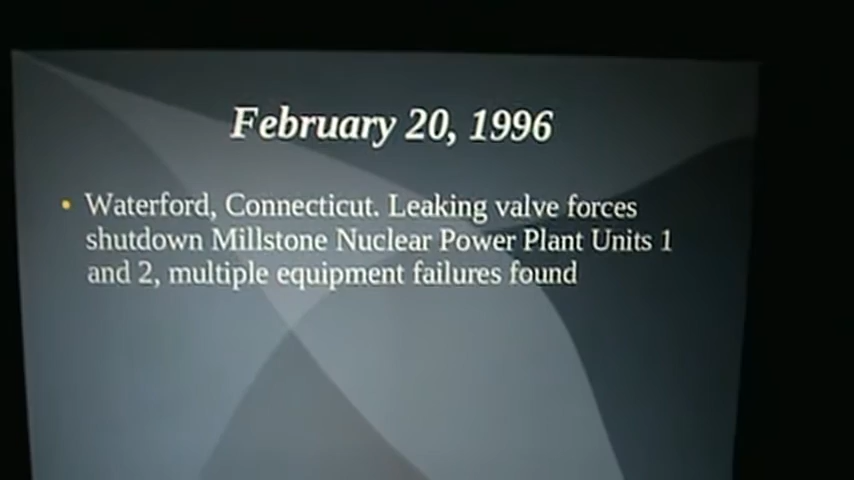 February 20, 1996
• Waterford, Connecticut. Leaking valve forces
shutdown Millstone Nuclear Power Plant Units 1
and 2, multiple equipment failures found